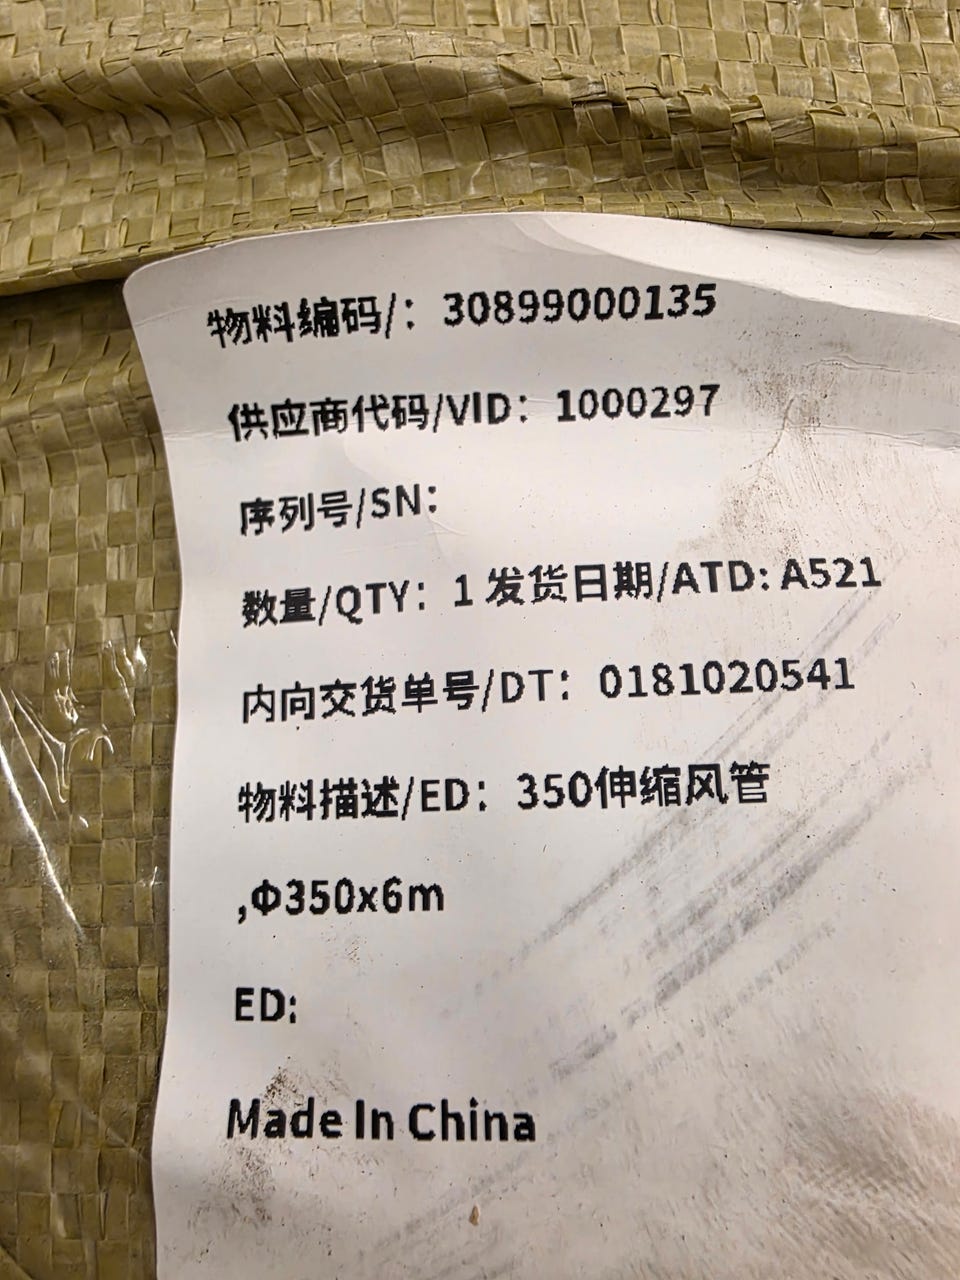 物料编码/：30899000135
供应商代码/VID：1000297
序列号/SN：
数量/QTY：1 发货日期/ATD: A521
内向交货单号/DT：0181020541
物料描述/ED：350伸缩风管
,Φ350x6m
ED:
Made In China